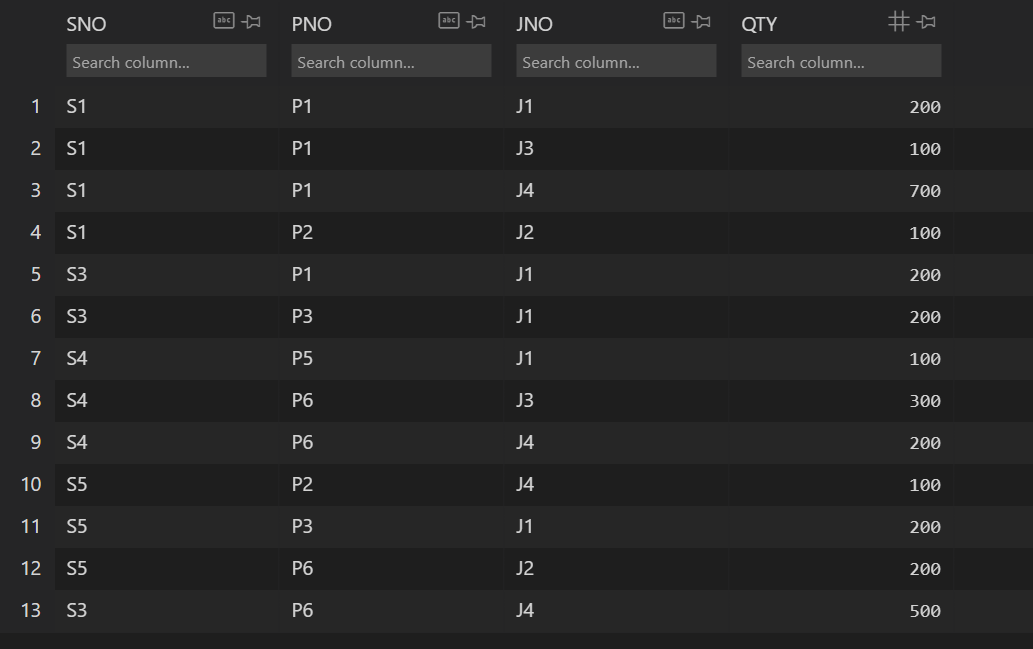 SNO abc PNO abc JNO abc QTY
Search column... Search column... Search column... Search column...
1 S1 P1 J1 200
2 S1 P1 J3 100
3 S1 P1 J4 700
4 S1 P2 J2 100
5 S3 P1 J1 200
6 S3 P3 J1 200
7 S4 P5 J1 100
8 S4 P6 J3 300
9 S4 P6 J4 200
10 S5 P2 J4 100
11 S5 P3 J1 200
12 S5 P6 J2 200
13 S3 P6 J4 500